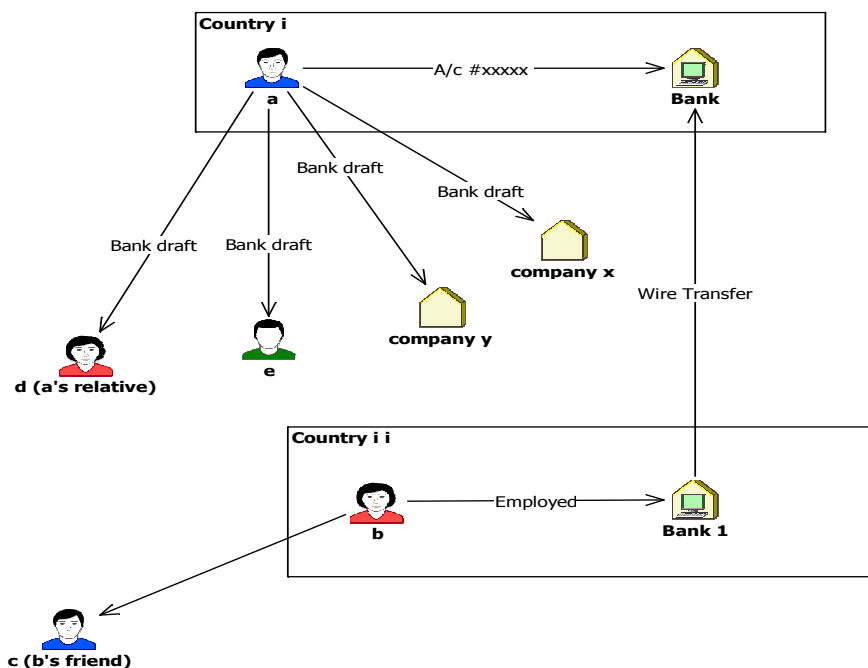 Country i
A/c #xxxxx
a
Bank
Bank draft
Bank draft
Bank draft
Bank draft
company x
Wire Transfer
company y
d (a's relative)
e
Country i i
Employed
b
Bank 1
c (b's friend)